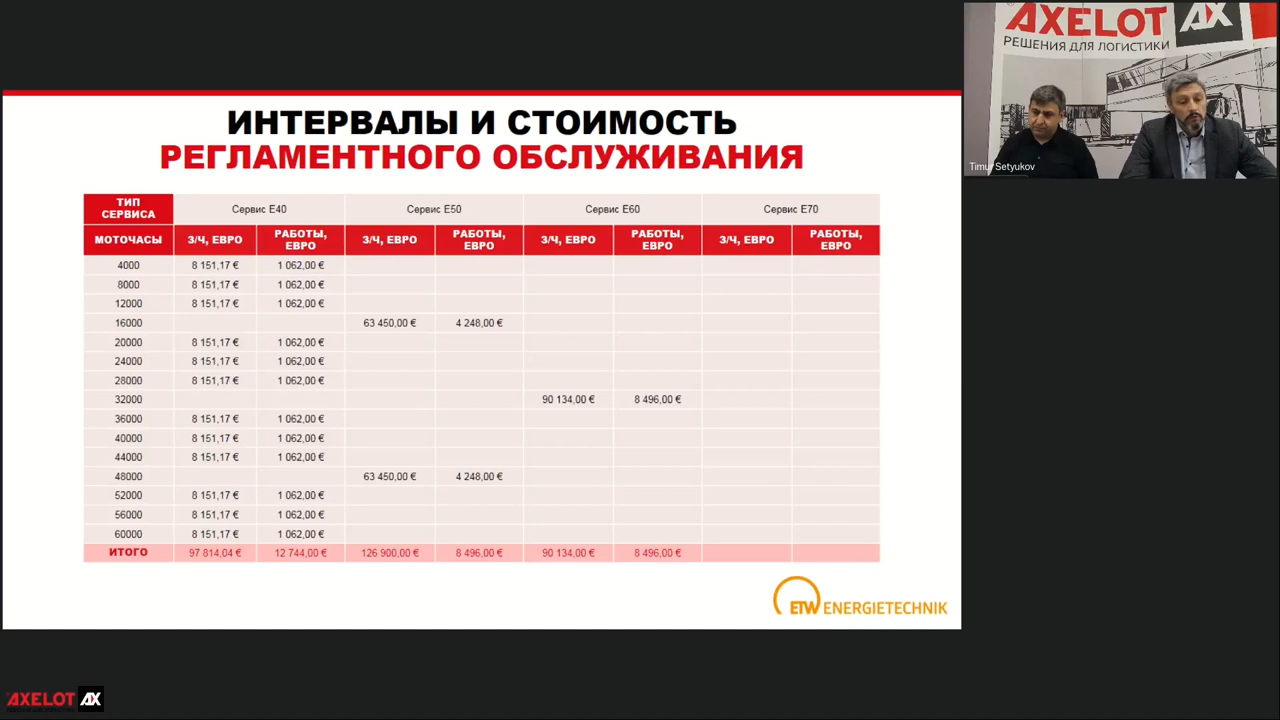 AXELOT AX
РЕШЕНИЯ ДЛЯ ЛОГИСТИКИ
Timur Setyukov
ИНТЕРВАЛЫ И СТОИМОСТЬ
РЕГЛАМЕНТНОГО ОБСЛУЖИВАНИЯ
ТИП СЕРВИСА Сервис E40 Сервис E50 Сервис E60 Сервис E70
МОТОЧАСЫ З/Ч, ЕВРО РАБОТЫ, ЕВРО З/Ч, ЕВРО РАБОТЫ, ЕВРО З/Ч, ЕВРО РАБОТЫ, ЕВРО З/Ч, ЕВРО РАБОТЫ, ЕВРО
4000 8 151,17 € 1 062,00 €
8000 8 151,17 € 1 062,00 €
12000 8 151,17 € 1 062,00 €
16000 63 450,00 € 4 248,00 €
20000 8 151,17 € 1 062,00 €
24000 8 151,17 € 1 062,00 €
28000 8 151,17 € 1 062,00 €
32000 90 134,00 € 8 496,00 €
36000 8 151,17 € 1 062,00 €
40000 8 151,17 € 1 062,00 €
44000 8 151,17 € 1 062,00 €
48000 63 450,00 € 4 248,00 €
52000 8 151,17 € 1 062,00 €
56000 8 151,17 € 1 062,00 €
60000 8 151,17 € 1 062,00 €
ИТОГО 97 814,04 € 12 744,00 € 126 900,00 € 8 496,00 € 90 134,00 € 8 496,00 €
ETW ENERGIETECHNIK
AXELOT AX